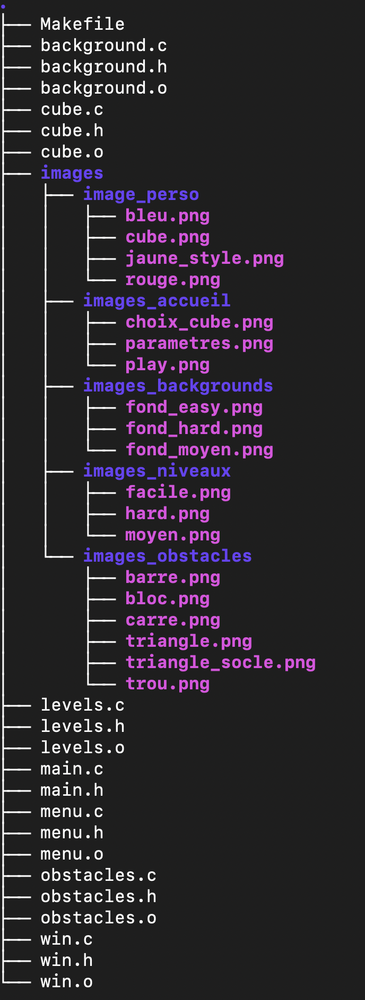 .
├── Makefile
├── background.c
├── background.h
├── background.o
├── cube.c
├── cube.h
├── cube.o
├── images
│   ├── image_perso
│   │   ├── bleu.png
│   │   ├── cube.png
│   │   ├── jaune_style.png
│   │   └── rouge.png
│   ├── images_accueil
│   │   ├── choix_cube.png
│   │   ├── parametres.png
│   │   └── play.png
│   ├── images_backgrounds
│   │   ├── fond_easy.png
│   │   ├── fond_hard.png
│   │   └── fond_moyen.png
│   ├── images_niveaux
│   │   ├── facile.png
│   │   ├── hard.png
│   │   └── moyen.png
│   └── images_obstacles
│       ├── barre.png
│       ├── bloc.png
│       ├── carre.png
│       ├── triangle.png
│       ├── triangle_socle.png
│       └── trou.png
├── levels.c
├── levels.h
├── levels.o
├── main.c
├── main.h
├── menu.c
├── menu.h
├── menu.o
├── obstacles.c
├── obstacles.h
├── obstacles.o
├── win.c
├── win.h
└── win.o